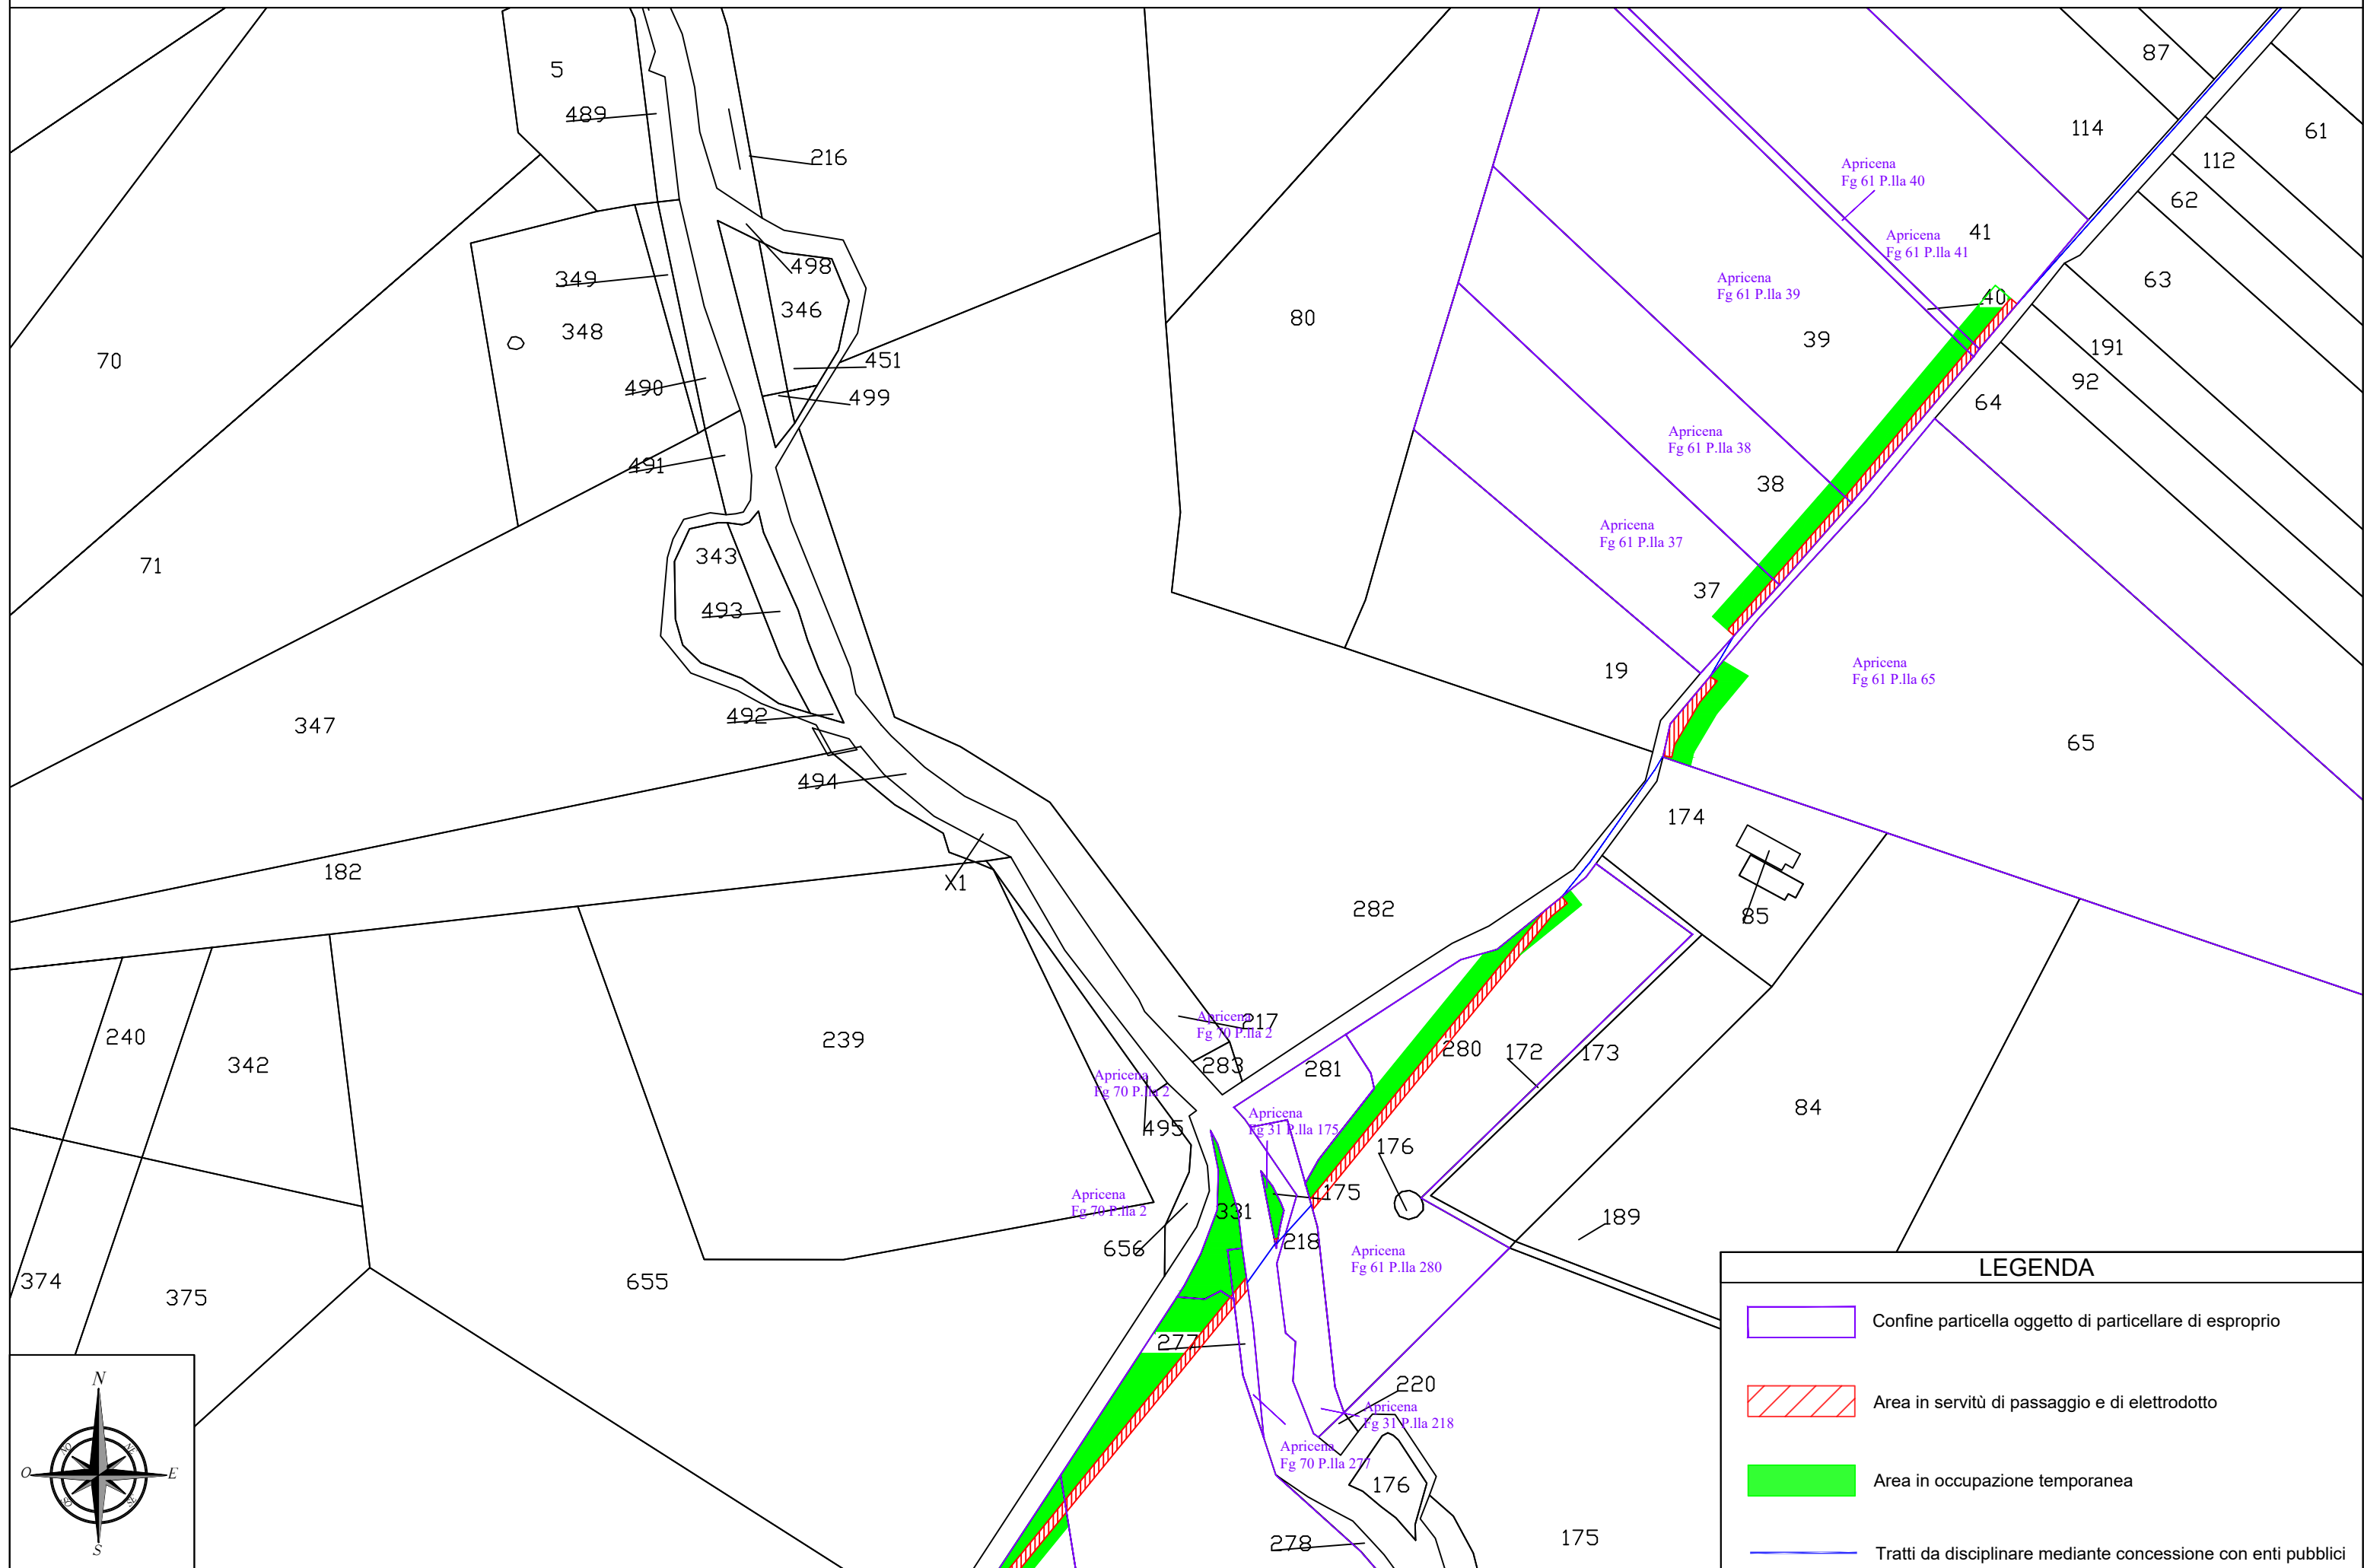 5
489
216
87
114
61
112
62
Apricena
Fg 61 P.lla 40
41
Apricena
Fg 61 P.lla 41
498
349
346
348
Apricena
Fg 61 P.lla 39
40
63
80
39
70
451
191
490
499
92
64
Apricena
Fg 61 P.lla 38
491
38
Apricena
Fg 61 P.lla 37
343
71
37
493
19
Apricena
Fg 61 P.lla 65
492
347
65
494
174
182
X1
282
85
217
Apricena
Fg 70 P.lla 2
240
239
342
283
281
280
172
173
Apricena
Fg 70 P.lla 2
84
Apricena
Fg 31 P.lla 175
495
176
175
Apricena
Fg 70 P.lla 2
331
189
656
218
Apricena
Fg 61 P.lla 280
374
655
375
277
220
Apricena
Fg 31 P.lla 218
Apricena
Fg 70 P.lla 277
176
278
175
LEGENDA
Confine particella oggetto di particellare di esproprio
Area in servitù di passaggio e di elettrodotto
Area in occupazione temporanea
Tratti da disciplinare mediante concessione con enti pubblici
N
O
E
S
NO